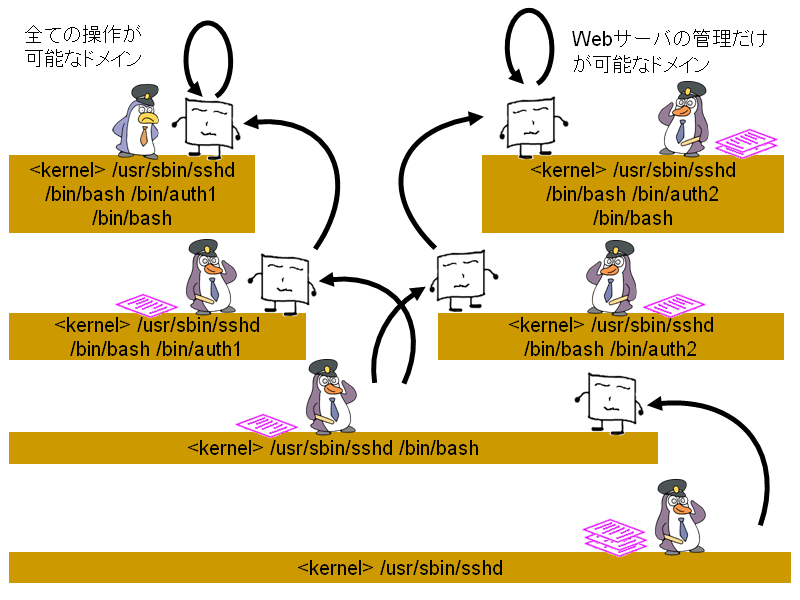 全ての操作が
可能なドメイン
Webサーバの管理だけ
が可能なドメイン
<kernel> /usr/sbin/sshd
/bin/bash /bin/auth1
/bin/bash
<kernel> /usr/sbin/sshd
/bin/bash /bin/auth2
/bin/bash
<kernel> /usr/sbin/sshd
/bin/bash /bin/auth1
<kernel> /usr/sbin/sshd
/bin/bash /bin/auth2
<kernel> /usr/sbin/sshd /bin/bash
<kernel> /usr/sbin/sshd